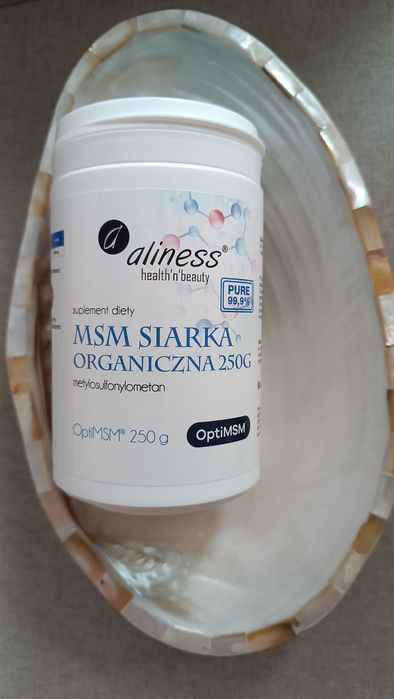 a aliness®
health'n'beauty
PURE
99,9%
suplement diety
MSM SIARKA
ORGANICZNA 250G
metylosulfonylometan
OptiMSM® 250 g
OptiMSM